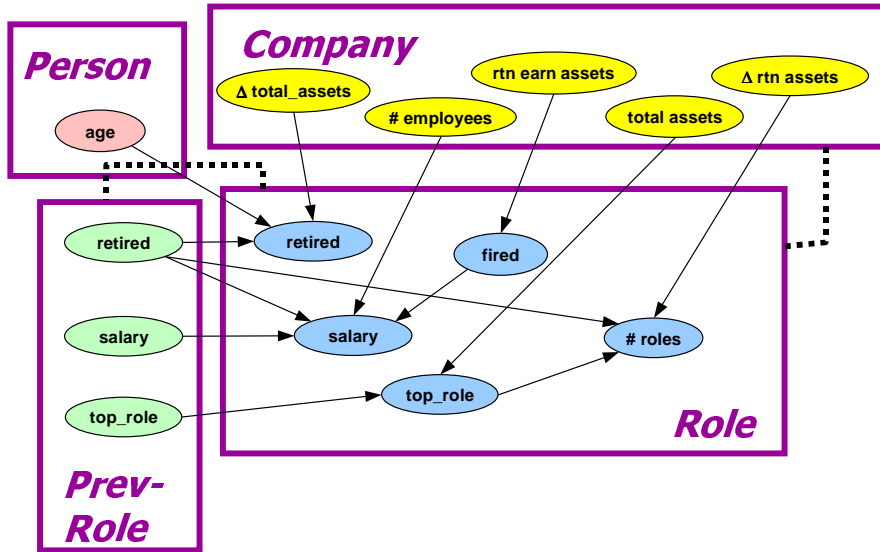 Person
age
Company
Δ total_assets
# employees
rtn earn assets
total assets
Δ rtn assets
retired
salary
top_role
Prev-
Role
retired
fired
salary
# roles
top_role
Role